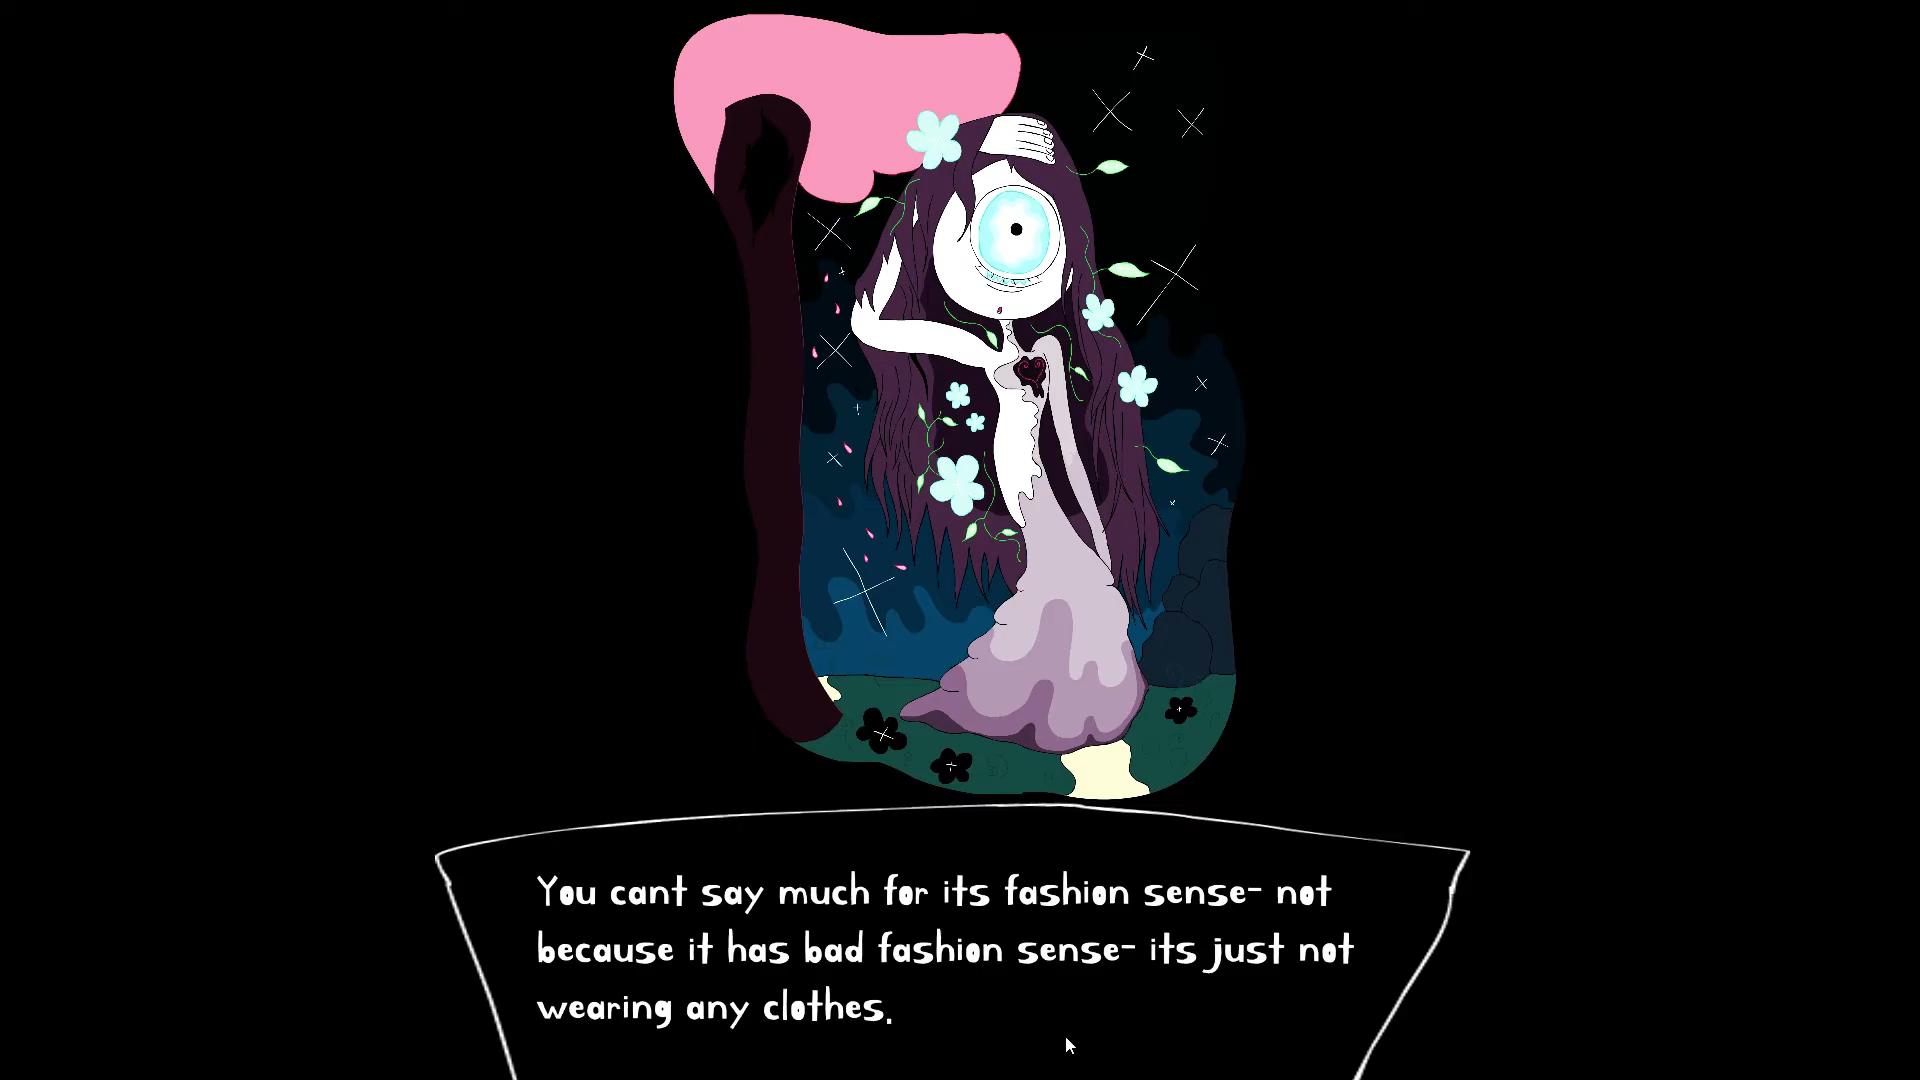 You cant say much for its fashion sense- not
because it has bad fashion sense- its just not
wearing any clothes.